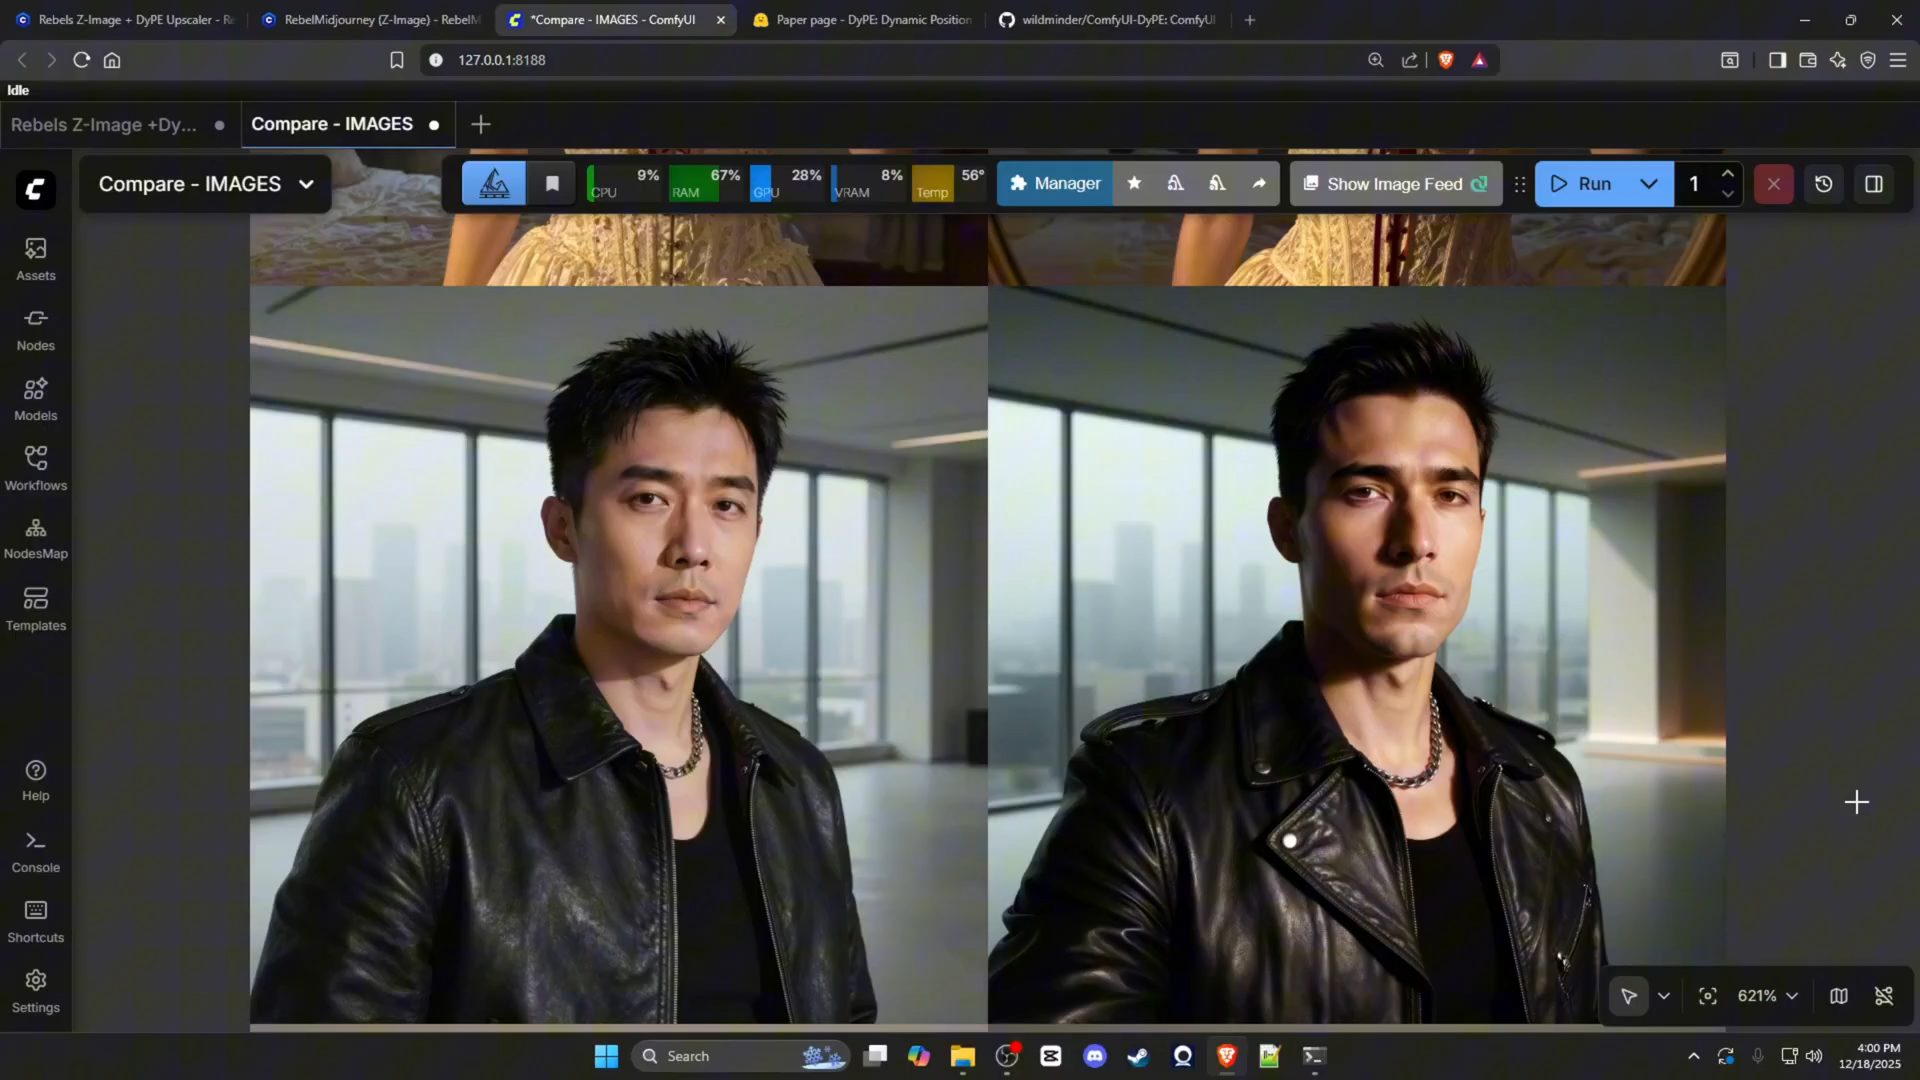 Rebels Z-Image + DyPE Upscaler - Re
RebelMidjourney (Z-Image) - RebelM
*Compare - IMAGES - ComfyUI
Paper page - DyPE: Dynamic Position
wildminder/ComfyUI-DyPE: ComfyUI
127.0.0.1:8188
Idle
Rebels Z-Image +Dy...
Compare - IMAGES
Compare - IMAGES
CPU 9%
RAM 67%
GPU 28%
VRAM 8%
Temp 56°
Manager
Show Image Feed
Run
1
Assets
Nodes
Models
Workflows
NodesMap
Templates
Help
Console
Shortcuts
Settings
621%
Search
4:00 PM
12/18/2025